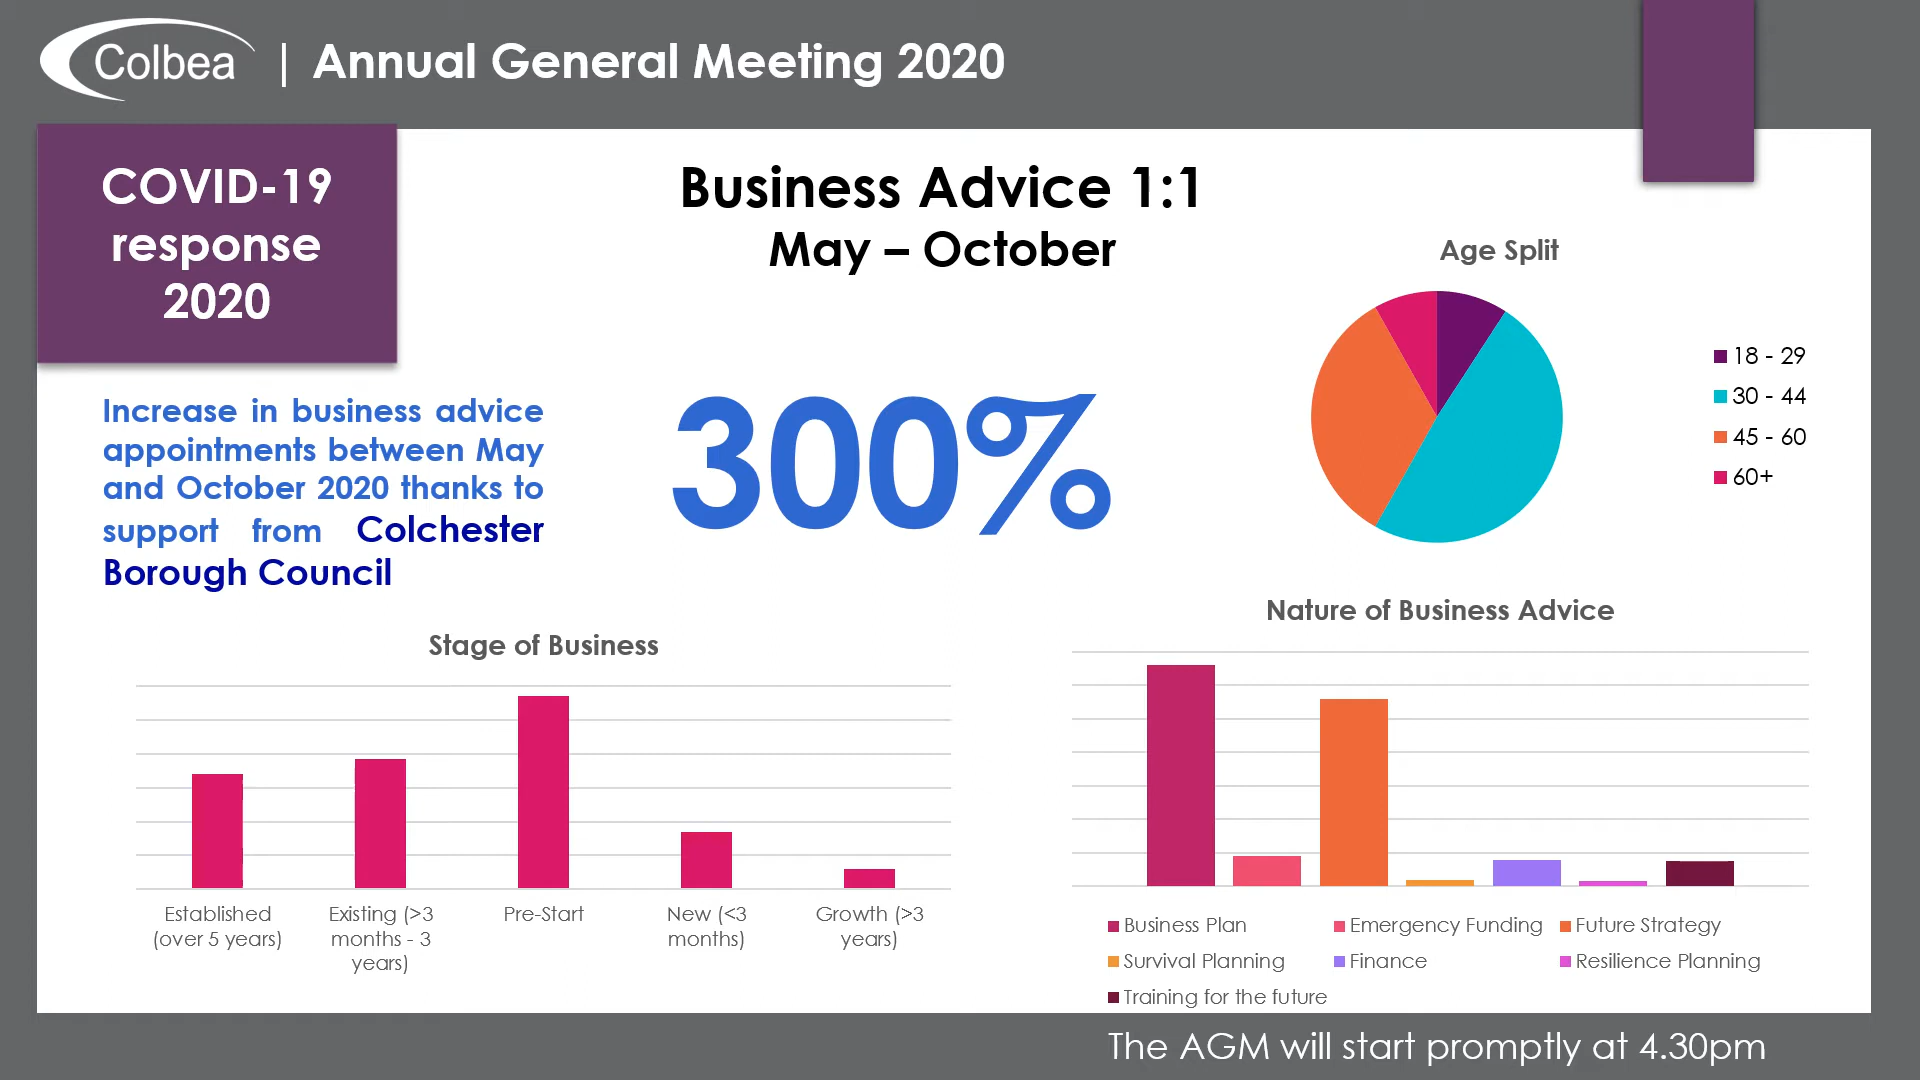 Colbea | Annual General Meeting 2020
COVID-19
response
2020
Business Advice 1:1
May – October
Increase in business advice
appointments between May
and October 2020 thanks to
support from Colchester
Borough Council
300%
Age Split
18 - 29
30 - 44
45 - 60
60+
Stage of Business
Established
(over 5 years)
Existing (>3
months - 3
years)
Pre-Start
New (<3
months)
Growth (>3
years)
Nature of Business Advice
Business Plan
Emergency Funding
Future Strategy
Survival Planning
Finance
Resilience Planning
Training for the future
The AGM will start promptly at 4.30pm